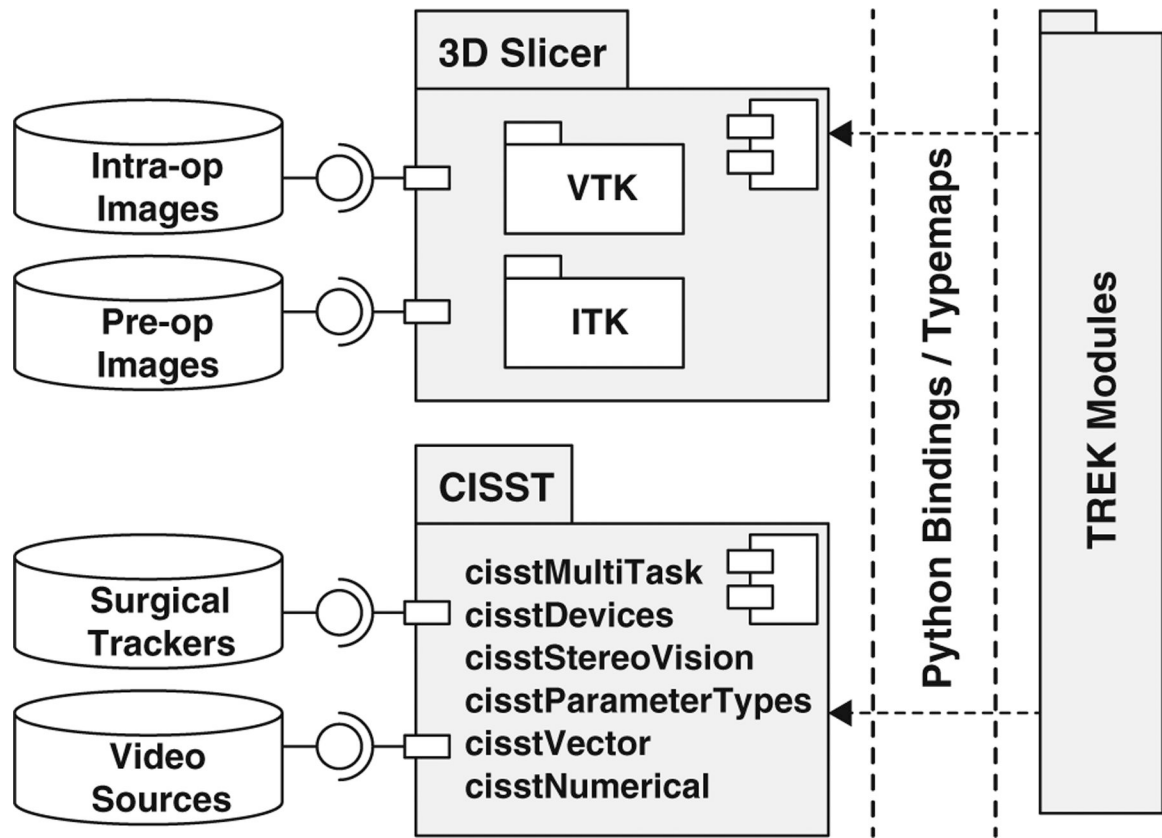 3D Slicer
Intra-op
Images
VTK
Pre-op
Images
ITK
CISST
Surgical
Trackers
Video
Sources
cisstMultiTask
cisstDevices
cisstStereoVision
cisstParameterTypes
cisstVector
cisstNumerical
Python Bindings / Typemaps
TREK Modules